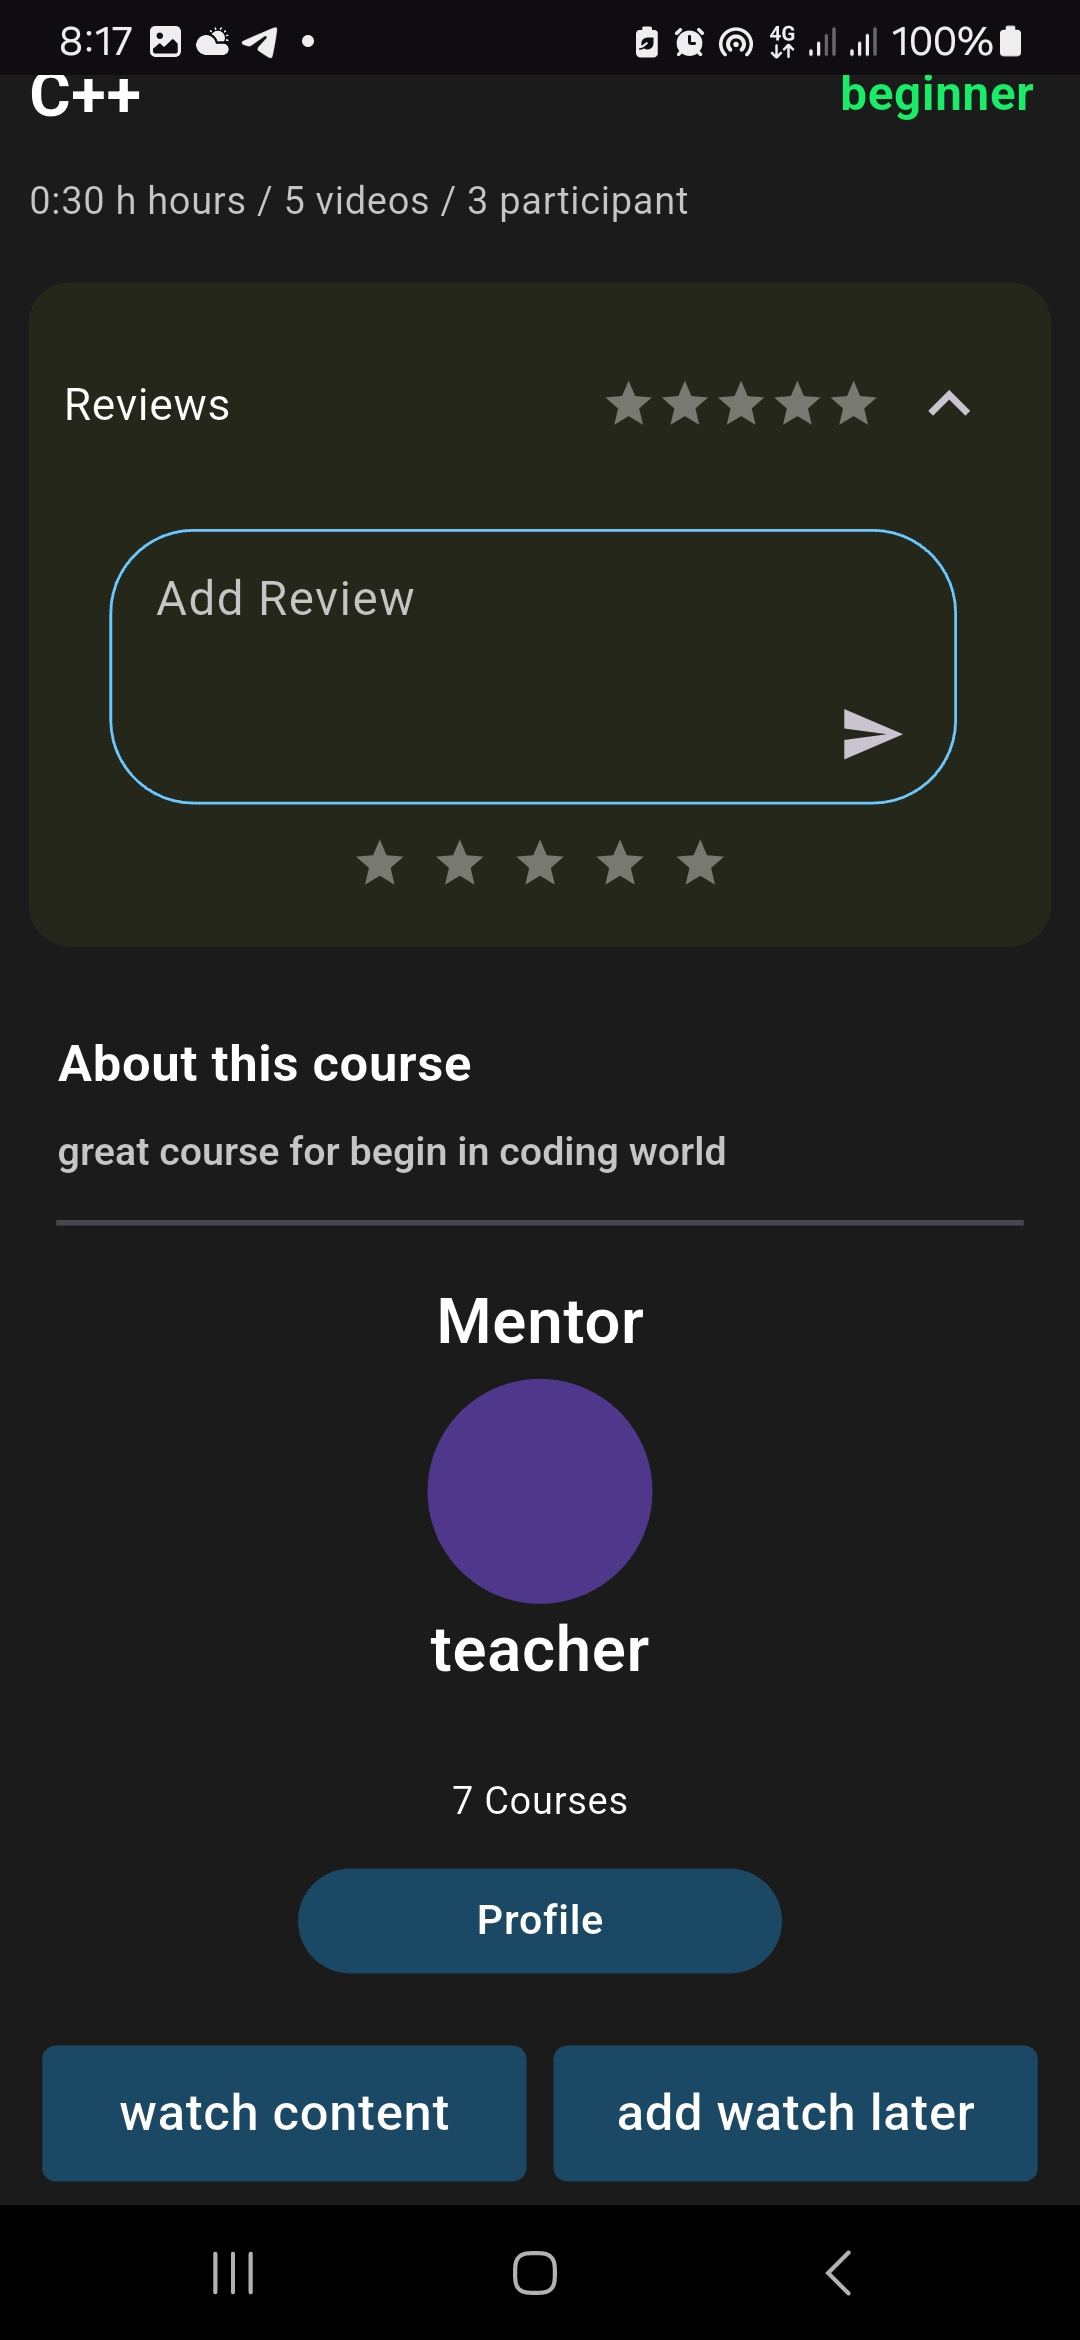 8:17 4G 100%
C++ beginner
0:30 h hours / 5 videos / 3 participant
Reviews
Add Review
About this course
great course for begin in coding world
Mentor
teacher
7 Courses
Profile
watch content add watch later